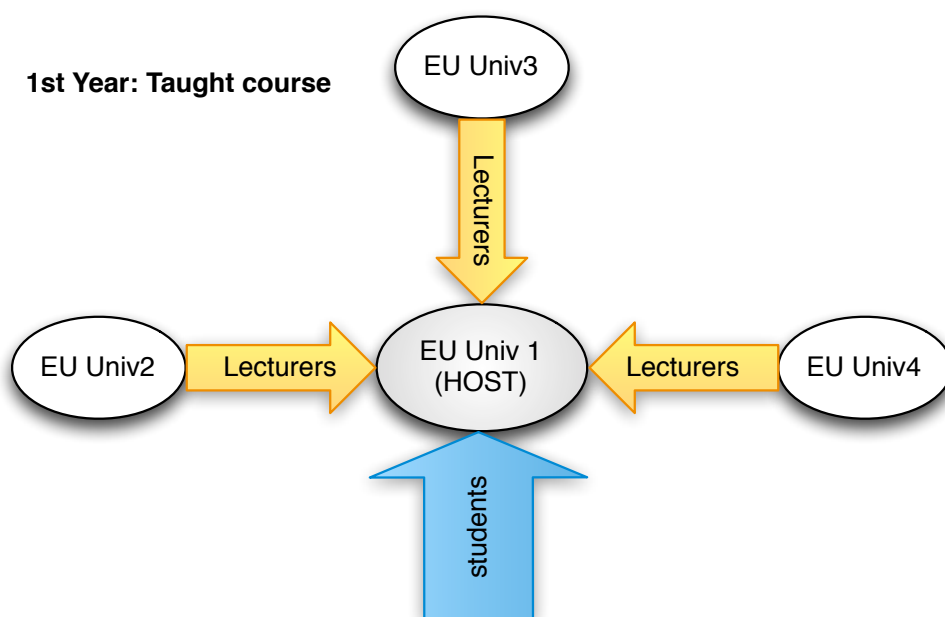 EU Univ3
1st Year: Taught course
Lecturers
EU Univ2
Lecturers
EU Univ 1
(HOST)
Lecturers
EU Univ4
students